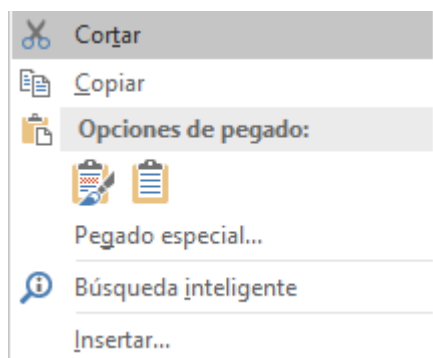 Cortar
Copiar
Opciones de pegado:
Pegado especial...
Búsqueda inteligente
Insertar...